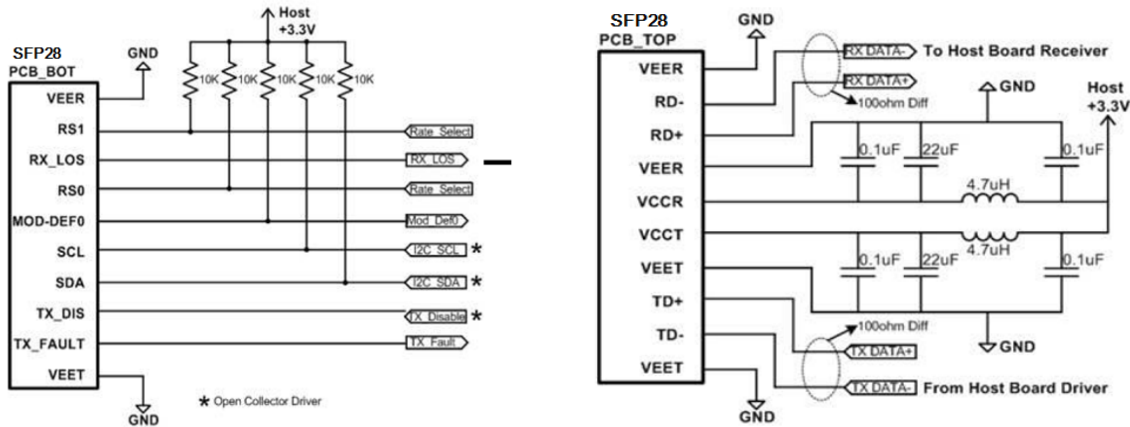 SFP28
PCB_BOT
GND
Host
+3.3V
10K
10K
10K
10K
10K
VEER
RS1
Rate_Select
RX_LOS
RX_LOS
RS0
Rate_Select
MOD-DEF0
Mod_Def0
SCL
I2C_SCL *
SDA
I2C_SDA *
TX_DIS
TX_Disable *
TX_FAULT
TX_Fault
VEET
GND
* Open Collector Driver
SFP28
PCB_TOP
GND
VEER
RX DATA- To Host Board Receiver
RD-
RX DATA+
100ohm Diff
GND
Host
+3.3V
RD+
VEER
0.1uF
22uF
0.1uF
4.7uH
VCCR
VCCT
4.7uH
0.1uF
22uF
0.1uF
VEET
TD+
100ohm Diff
TD-
TX DATA+
GND
VEET
TX DATA- From Host Board Driver
GND